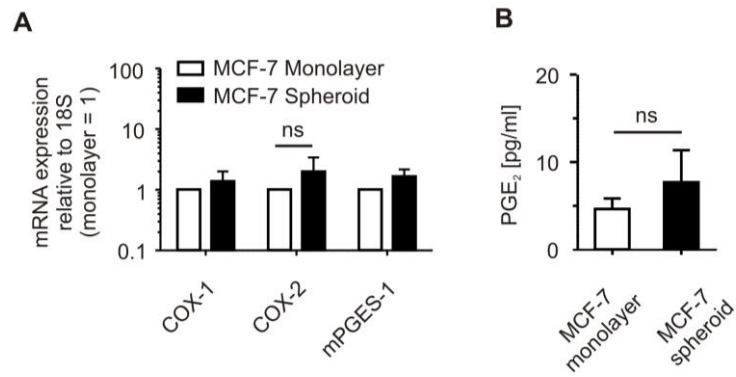 A
mRNA expression
relative to 18S
(monolayer = 1)
100
10
1
0.1
MCF-7 Monolayer
MCF-7 Spheroid
ns
COX-1
COX-2
mPGES-1
B
PGE₂ [pg/ml]
20
10
0
ns
MCF-7
monolayer
MCF-7
spheroid